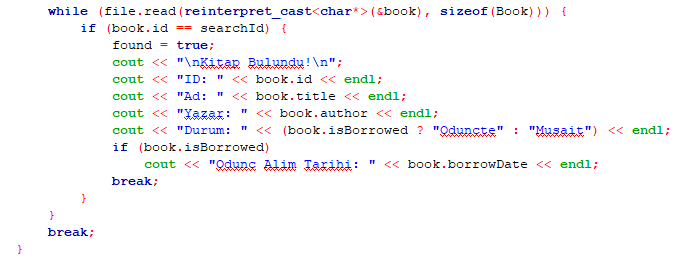 while (file.read(reinterpret_cast<char*>(&book), sizeof(Book))) {
if (book.id == searchId) {
found = true;
cout << "\nKitap Bulundu!\n";
cout << "ID: " << book.id << endl;
cout << "Ad: " << book.title << endl;
cout << "Yazar: " << book.author << endl;
cout << "Durum: " << (book.isBorrowed ? "Oduncte" : "Musait") << endl;
if (book.isBorrowed)
cout << "Odunc Alim Tarihi: " << book.borrowDate << endl;
break;
}
}
break;
}